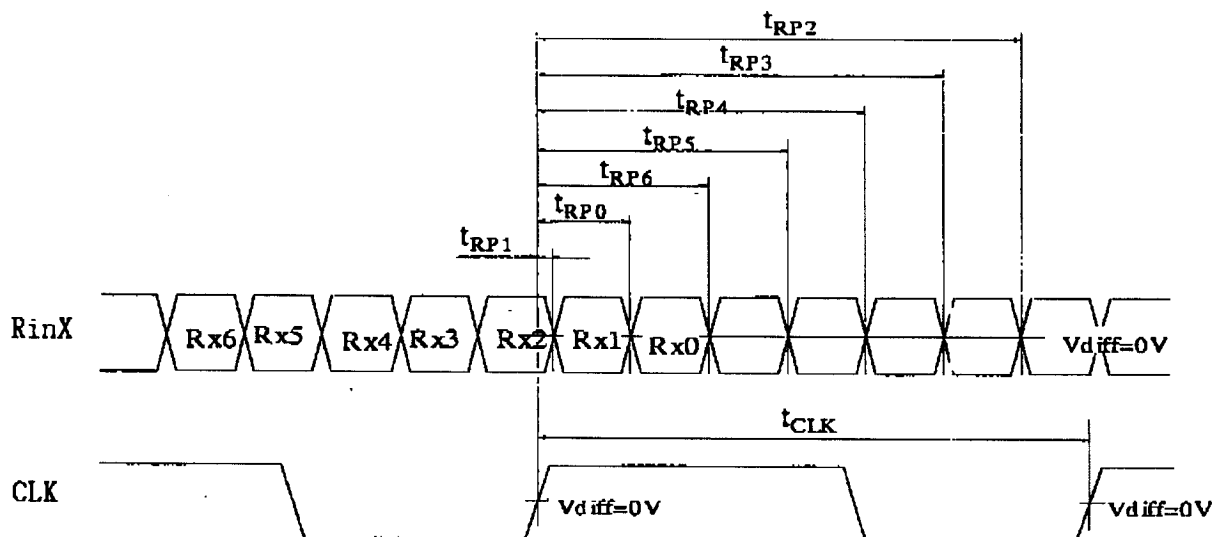 tRP2
tRP3
tRP4
tRP5
tRP6
tRP0
tRP1
RinX Rx6 Rx5 Rx4 Rx3 Rx2 Rx1 Rx0 Vdiff=0V
tCLK
CLK Vdiff=0V Vdiff=0V